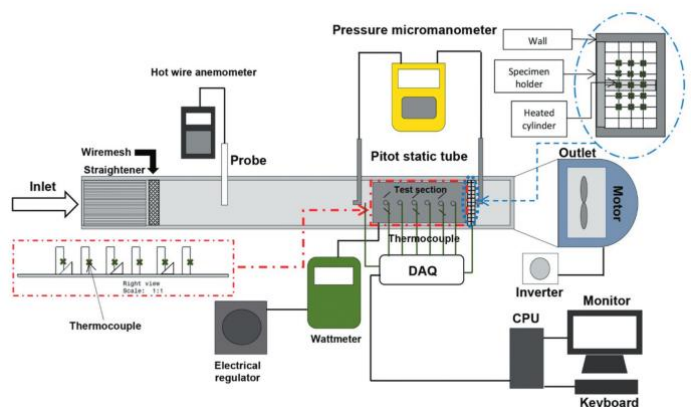 Pressure micromanometer
Wall
Specimen
holder
Heated
cylinder
Hot wire anemometer
Wiremesh
Straightener
Probe
Pitot static tube
Outlet
Inlet
Test section
Motor
Thermocouple
DAQ
Right view
Scale: 1:1
Thermocouple
Inverter
Monitor
CPU
Wattmeter
Electrical
regulator
Keyboard